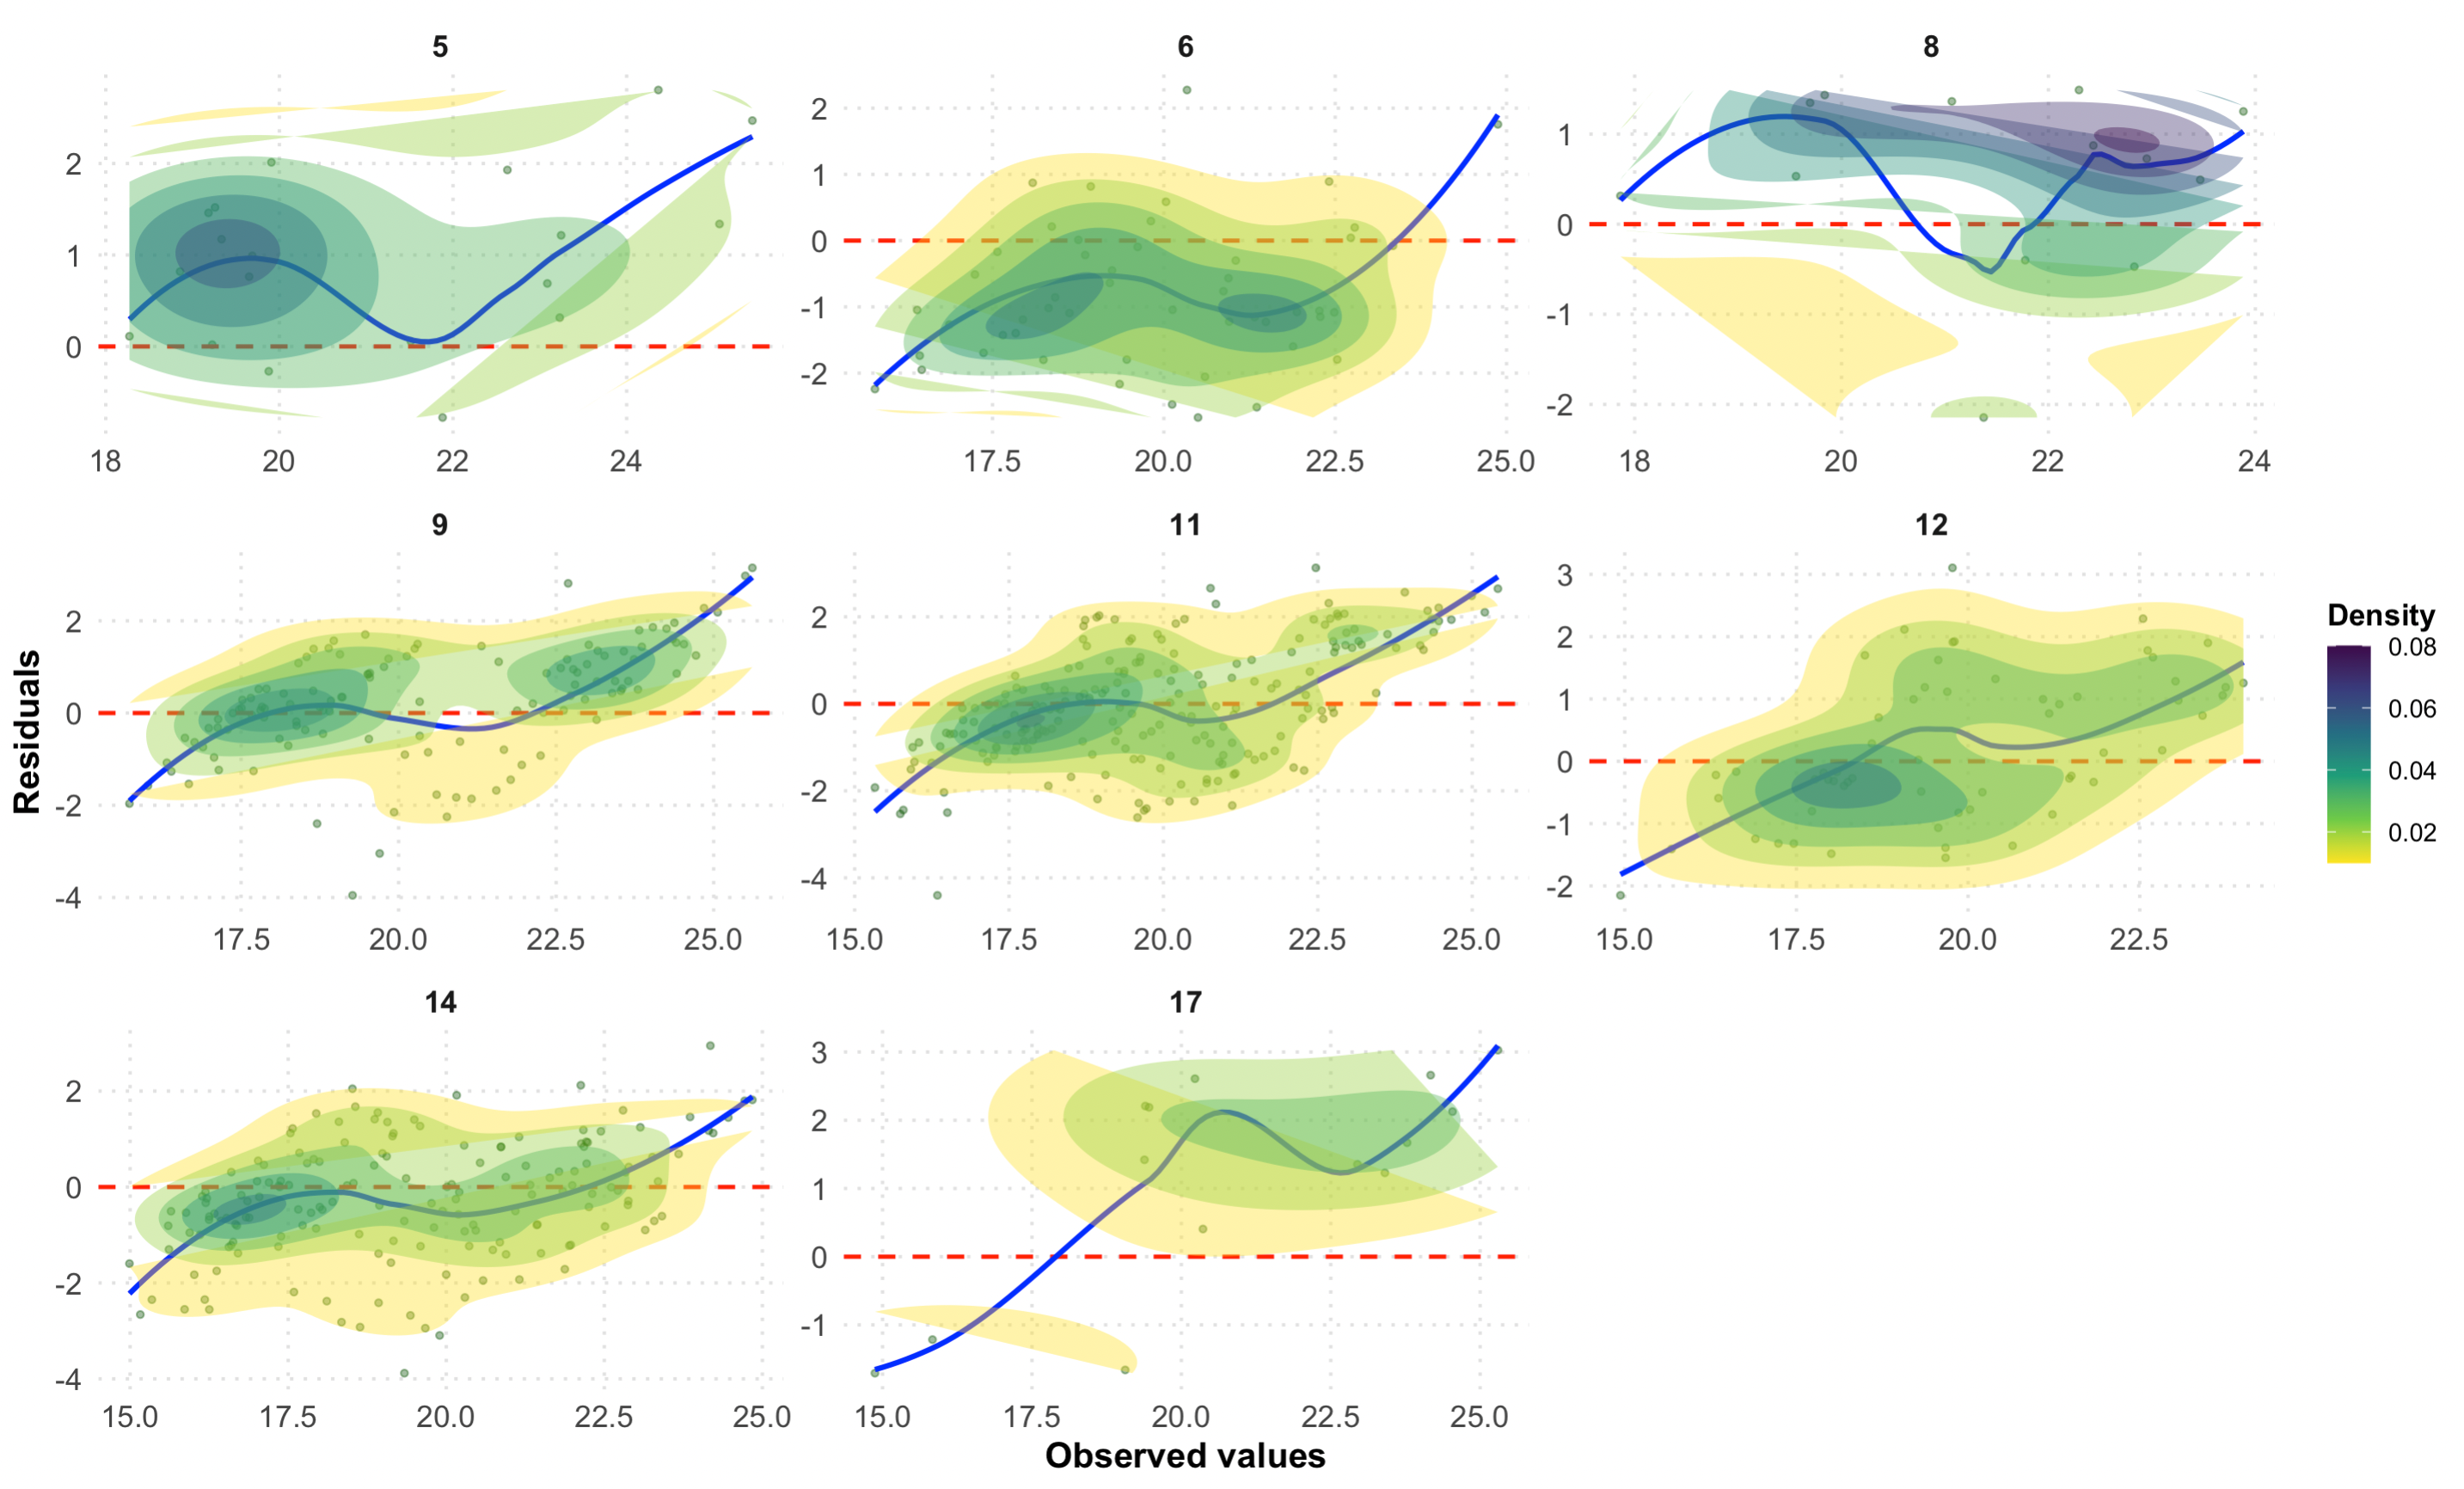 5 6 8
2 1 0
18 20 22 24
2 1 0 -1 -2
17.5 20.0 22.5 25.0
1 0 -1 -2
18 20 22 24
9 11 12
2 0 -2 -4
17.5 20.0 22.5 25.0
2 0 -2 -4
15.0 17.5 20.0 22.5 25.0
3 2 1 0 -1 -2
15.0 17.5 20.0 22.5
14 17
2 0 -2 -4
15.0 17.5 20.0 22.5 25.0
3 2 1 0 -1
15.0 17.5 20.0 22.5 25.0
Residuals
Observed values
Density
0.08
0.06
0.04
0.02